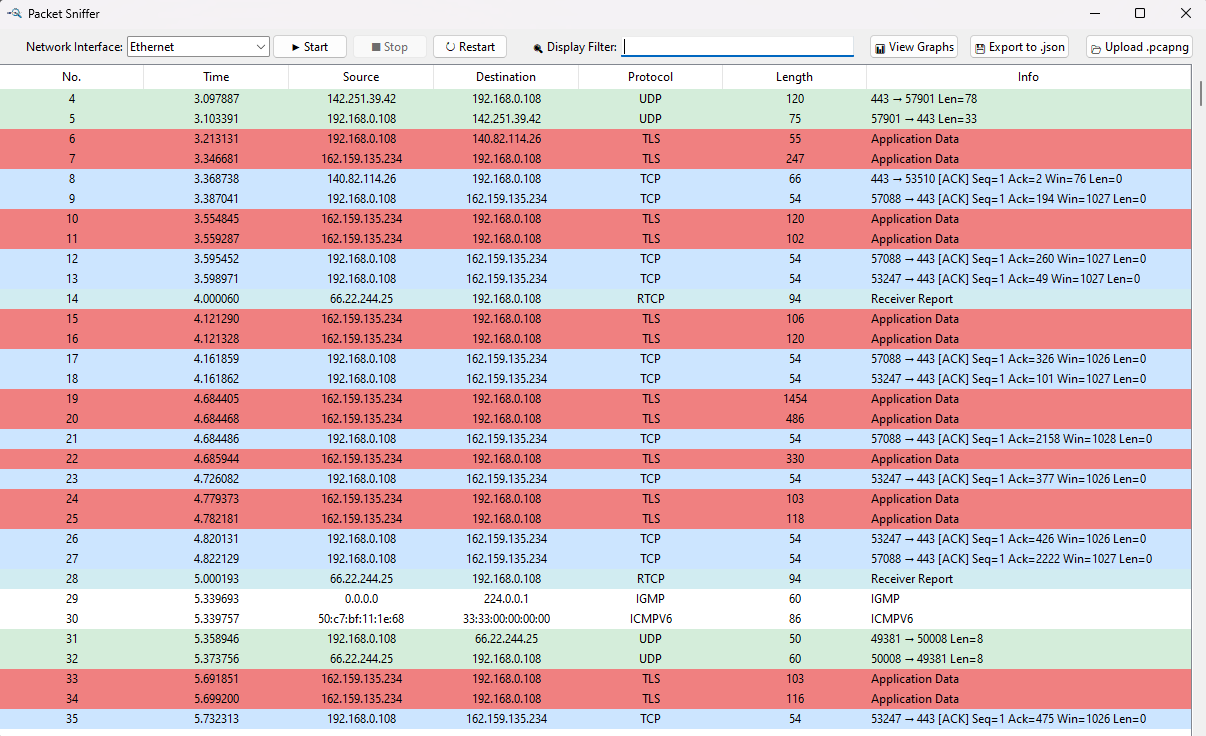 Packet Sniffer
Network Interface: Ethernet Start Stop Restart Display Filter: View Graphs Export to .json Upload .pcapng
No. Time Source Destination Protocol Length Info
4 3.097887 142.251.39.42 192.168.0.108 UDP 120 443 → 57901 Len=78
5 3.103391 192.168.0.108 142.251.39.42 UDP 75 57901 → 443 Len=33
6 3.213131 192.168.0.108 140.82.114.26 TLS 55 Application Data
7 3.346681 162.159.135.234 192.168.0.108 TLS 247 Application Data
8 3.368738 140.82.114.26 192.168.0.108 TCP 66 443 → 53510 [ACK] Seq=1 Ack=2 Win=76 Len=0
9 3.387041 192.168.0.108 162.159.135.234 TCP 54 57088 → 443 [ACK] Seq=1 Ack=194 Win=1027 Len=0
10 3.554845 162.159.135.234 192.168.0.108 TLS 120 Application Data
11 3.559287 162.159.135.234 192.168.0.108 TLS 102 Application Data
12 3.595452 192.168.0.108 162.159.135.234 TCP 54 57088 → 443 [ACK] Seq=1 Ack=260 Win=1027 Len=0
13 3.598971 192.168.0.108 162.159.135.234 TCP 54 53247 → 443 [ACK] Seq=1 Ack=49 Win=1027 Len=0
14 4.000060 66.22.244.25 192.168.0.108 RTCP 94 Receiver Report
15 4.121290 162.159.135.234 192.168.0.108 TLS 106 Application Data
16 4.121328 162.159.135.234 192.168.0.108 TLS 120 Application Data
17 4.161859 192.168.0.108 162.159.135.234 TCP 54 57088 → 443 [ACK] Seq=1 Ack=326 Win=1026 Len=0
18 4.161862 192.168.0.108 162.159.135.234 TCP 54 53247 → 443 [ACK] Seq=1 Ack=101 Win=1027 Len=0
19 4.684405 162.159.135.234 192.168.0.108 TLS 1454 Application Data
20 4.684468 162.159.135.234 192.168.0.108 TLS 486 Application Data
21 4.684486 192.168.0.108 162.159.135.234 TCP 54 57088 → 443 [ACK] Seq=1 Ack=2158 Win=1028 Len=0
22 4.685944 162.159.135.234 192.168.0.108 TLS 330 Application Data
23 4.726082 192.168.0.108 162.159.135.234 TCP 54 53247 → 443 [ACK] Seq=1 Ack=377 Win=1026 Len=0
24 4.779373 162.159.135.234 192.168.0.108 TLS 103 Application Data
25 4.782181 162.159.135.234 192.168.0.108 TLS 118 Application Data
26 4.820131 192.168.0.108 162.159.135.234 TCP 54 53247 → 443 [ACK] Seq=1 Ack=426 Win=1026 Len=0
27 4.822129 192.168.0.108 162.159.135.234 TCP 54 57088 → 443 [ACK] Seq=1 Ack=2222 Win=1027 Len=0
28 5.000193 66.22.244.25 192.168.0.108 RTCP 94 Receiver Report
29 5.339693 0.0.0.0 224.0.0.1 IGMP 60 IGMP
30 5.339757 50:c7:bf:11:1e:68 33:33:00:00:00:00 ICMPV6 86 ICMPV6
31 5.358946 192.168.0.108 66.22.244.25 UDP 50 49381 → 50008 Len=8
32 5.373756 66.22.244.25 192.168.0.108 UDP 60 50008 → 49381 Len=8
33 5.691851 162.159.135.234 192.168.0.108 TLS 103 Application Data
34 5.699200 162.159.135.234 192.168.0.108 TLS 116 Application Data
35 5.732313 192.168.0.108 162.159.135.234 TCP 54 53247 → 443 [ACK] Seq=1 Ack=475 Win=1026 Len=0